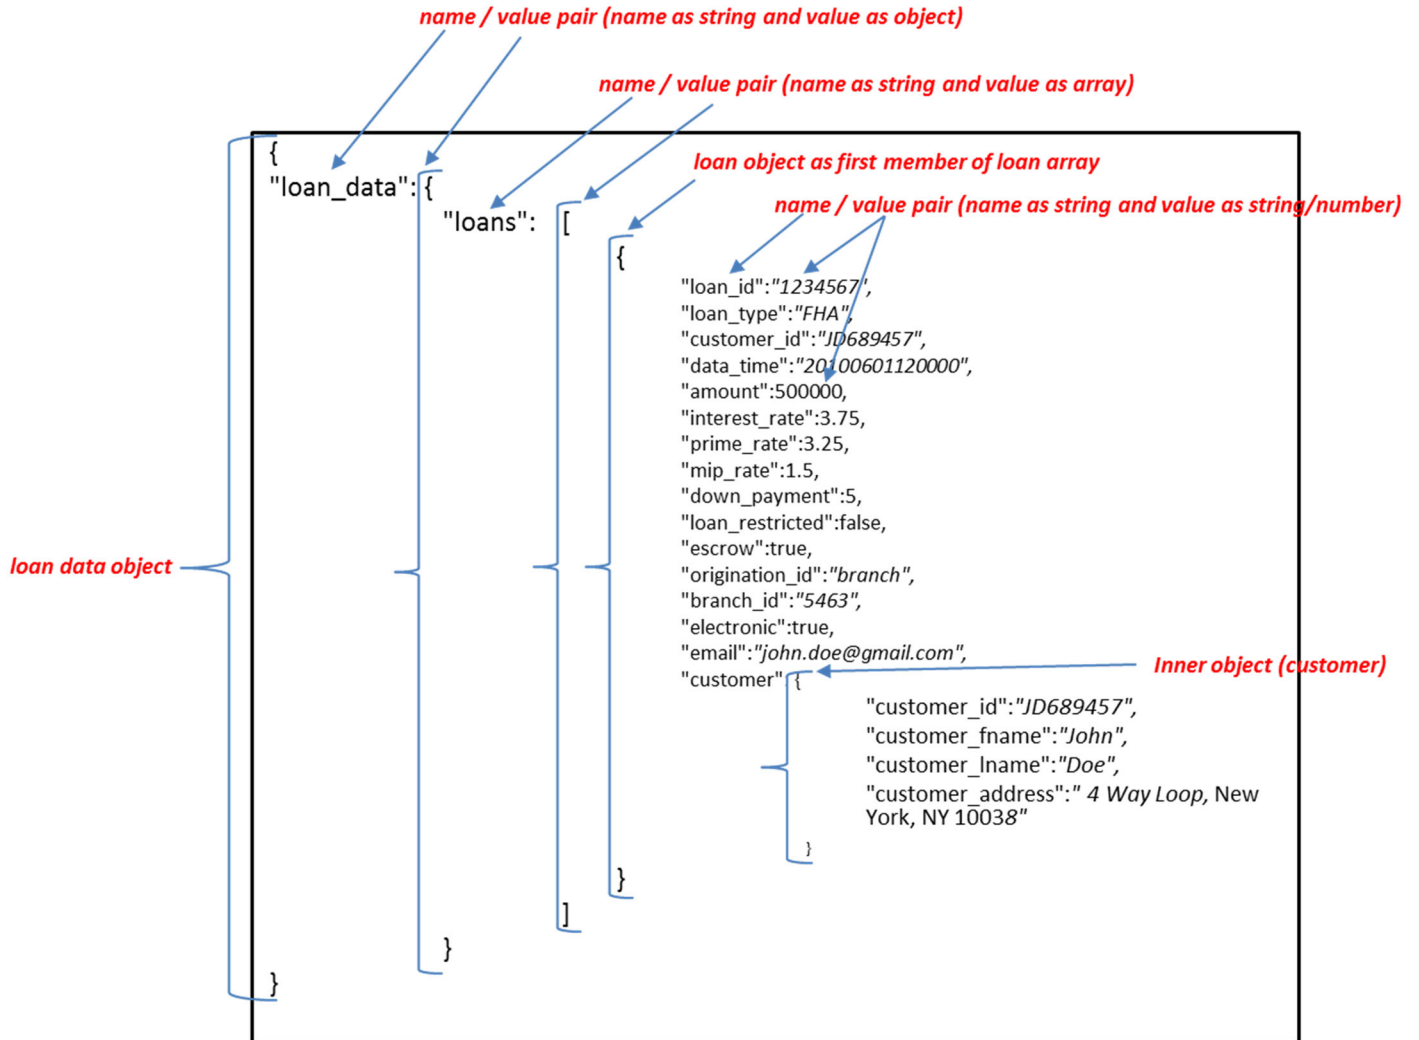 name / value pair (name as string and value as object)
name / value pair (name as string and value as array)
{
loan object as first member of loan array
"loan_data": {
name / value pair (name as string and value as string/number)
"loans": [
{
"loan_id":"1234567",
"loan_type":"FHA",
"customer_id":"JD689457",
"data_time":"20100601120000",
"amount":500000,
"interest_rate":3.75,
"prime_rate":3.25,
"mip_rate":1.5,
"down_payment":5,
"loan_restricted":false,
"escrow":true,
loan data object
"origination_id":"branch",
"branch_id":"5463",
"electronic":true,
"email":"john.doe@gmail.com",
Inner object (customer)
"customer": {
"customer_id":"JD689457",
"customer_fname":"John",
"customer_lname":"Doe",
"customer_address":" 4 Way Loop, New
York, NY 10038"
}
}
]
}
}